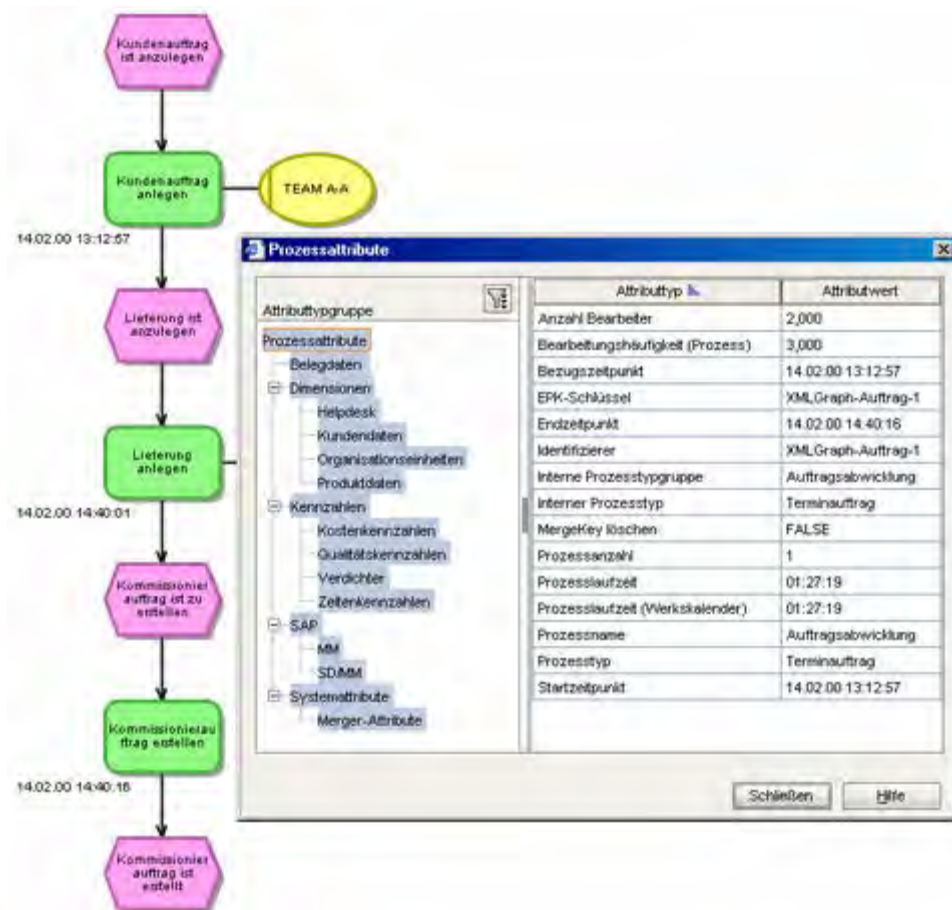 Kundenauftrag
ist anzulegen
Kundenauftrag
anlegen
TEAM A-A
14.02.00 13:12:57
Lieferung ist
anzulegen
Lieferung
anlegen
14.02.00 14:40:01
Kommissionier
auftrag ist zu
erstellen
Kommissionierau
ftrag erstellen
14.02.00 14:40:16
Kommissionier
auftrag ist
erstellt
Prozessattribute
Attributtypgruppe
Prozessattribute
Belegdaten
Dimensionen
Helpdesk
Kundendaten
Organisationseinheiten
Produktdaten
Kennzahlen
Kostenkennzahlen
Qualitätskennzahlen
Verdichter
Zeitenkennzahlen
SAP
MM
SD/MM
Systemattribute
Merger-Attribute
Attributtyp Attributwert
Anzahl Bearbeiter 2,000
Bearbeitungshäufigkeit (Prozess) 3,000
Bezugszeitpunkt 14.02.00 13:12:57
EPK-Schlüssel XMLGraph-Auftrag-1
Endzeitpunkt 14.02.00 14:40:16
Identifizierer XMLGraph-Auftrag-1
Interne Prozesstypgruppe Auftragsabwicklung
Interner Prozesstyp Terminauftrag
MergeKey löschen FALSE
Prozessanzahl 1
Prozesslaufzeit 01:27:19
Prozesslaufzeit (Werkskalender) 01:27:19
Prozessname Auftragsabwicklung
Prozesstyp Terminauftrag
Startzeitpunkt 14.02.00 13:12:57
Schließen Hilfe